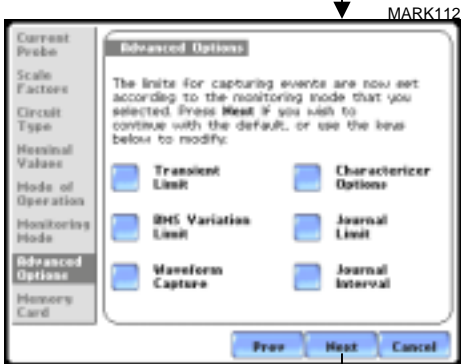 MARK112
Current
Probe
Scale
Factors
Circuit
Type
Nominal
Values
Mode of
Operation
Monitoring
Mode
Advanced
Options
Memory
Card
Advanced Options
The limits for capturing events are now set
according to the monitoring mode that you
selected. Press Next if you wish to
continue with the default, or use the keys
below to modify:
Transient
Limit
Characterizer
Options
RMS Variation
Limit
Journal
Limit
Waveform
Capture
Journal
Interval
Prev
Next
Cancel